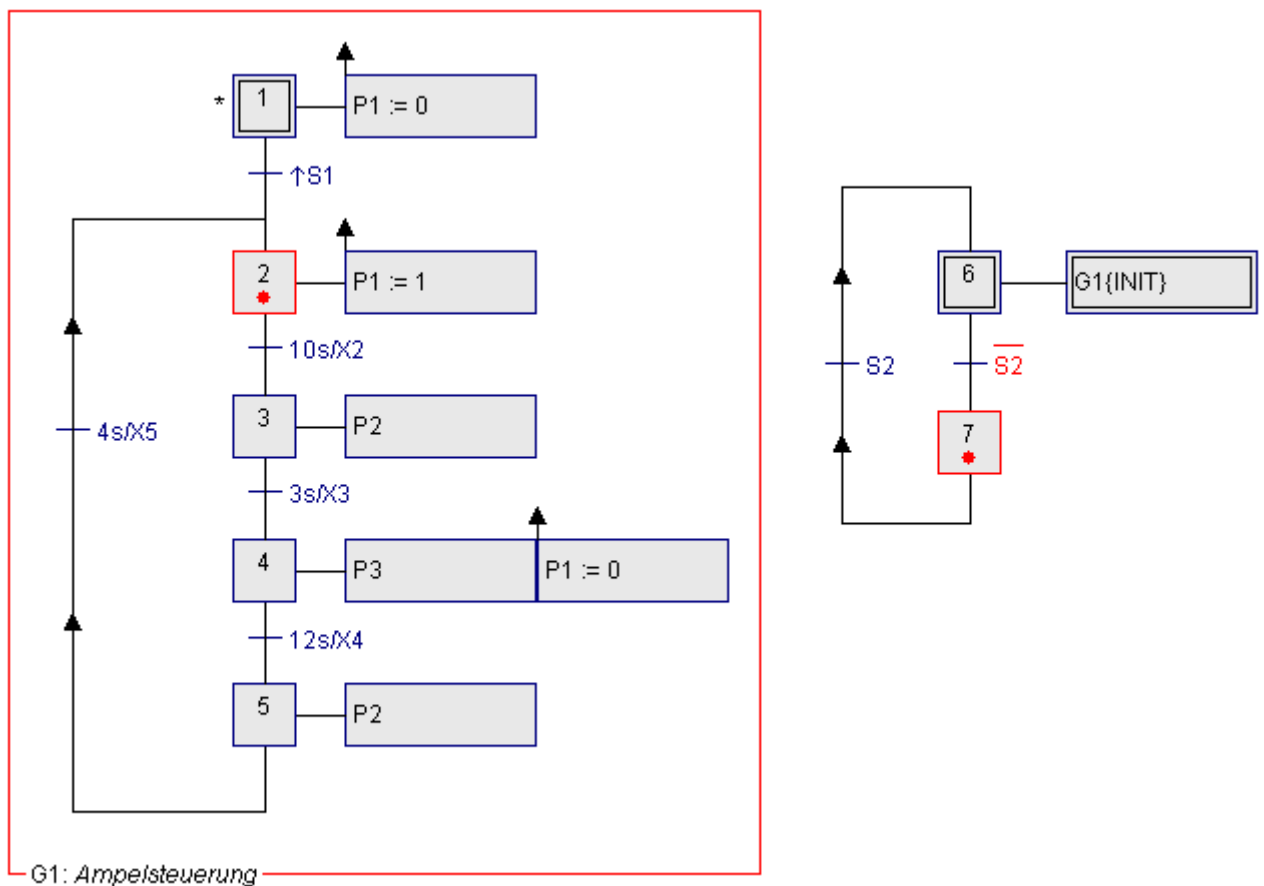 * 1 P1 := 0
↑S1
2 P1 := 1
10s/X2
3 P2
3s/X3
4 P3 P1 := 0
12s/X4
5 P2
4s/X5
G1: Ampelsteuerung
6 G1{INIT}
S2
S̅2̅
7